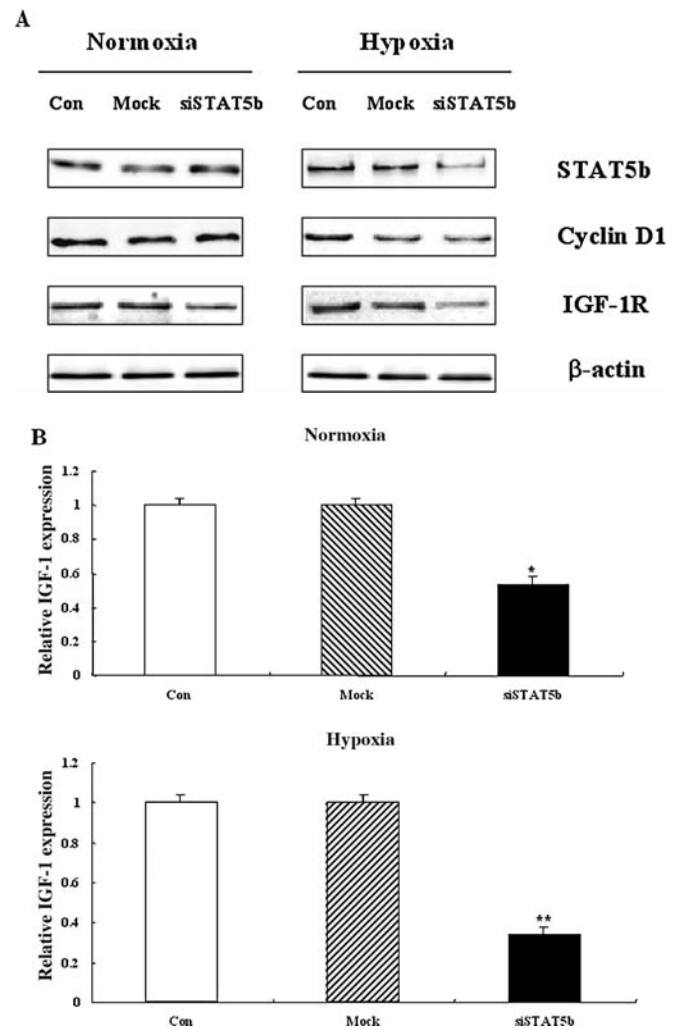 A
Normoxia Hypoxia
Con Mock siSTAT5b Con Mock siSTAT5b
STAT5b
Cyclin D1
IGF-1R
β-actin
B
Normoxia
Relative IGF-1 expression
1.2
1
0.8
0.6
0.4
0.2
0
*
Con Mock siSTAT5b
Hypoxia
Relative IGF-1 expression
1.2
1
0.8
0.6
0.4
0.2
0
**
Con Mock siSTAT5b